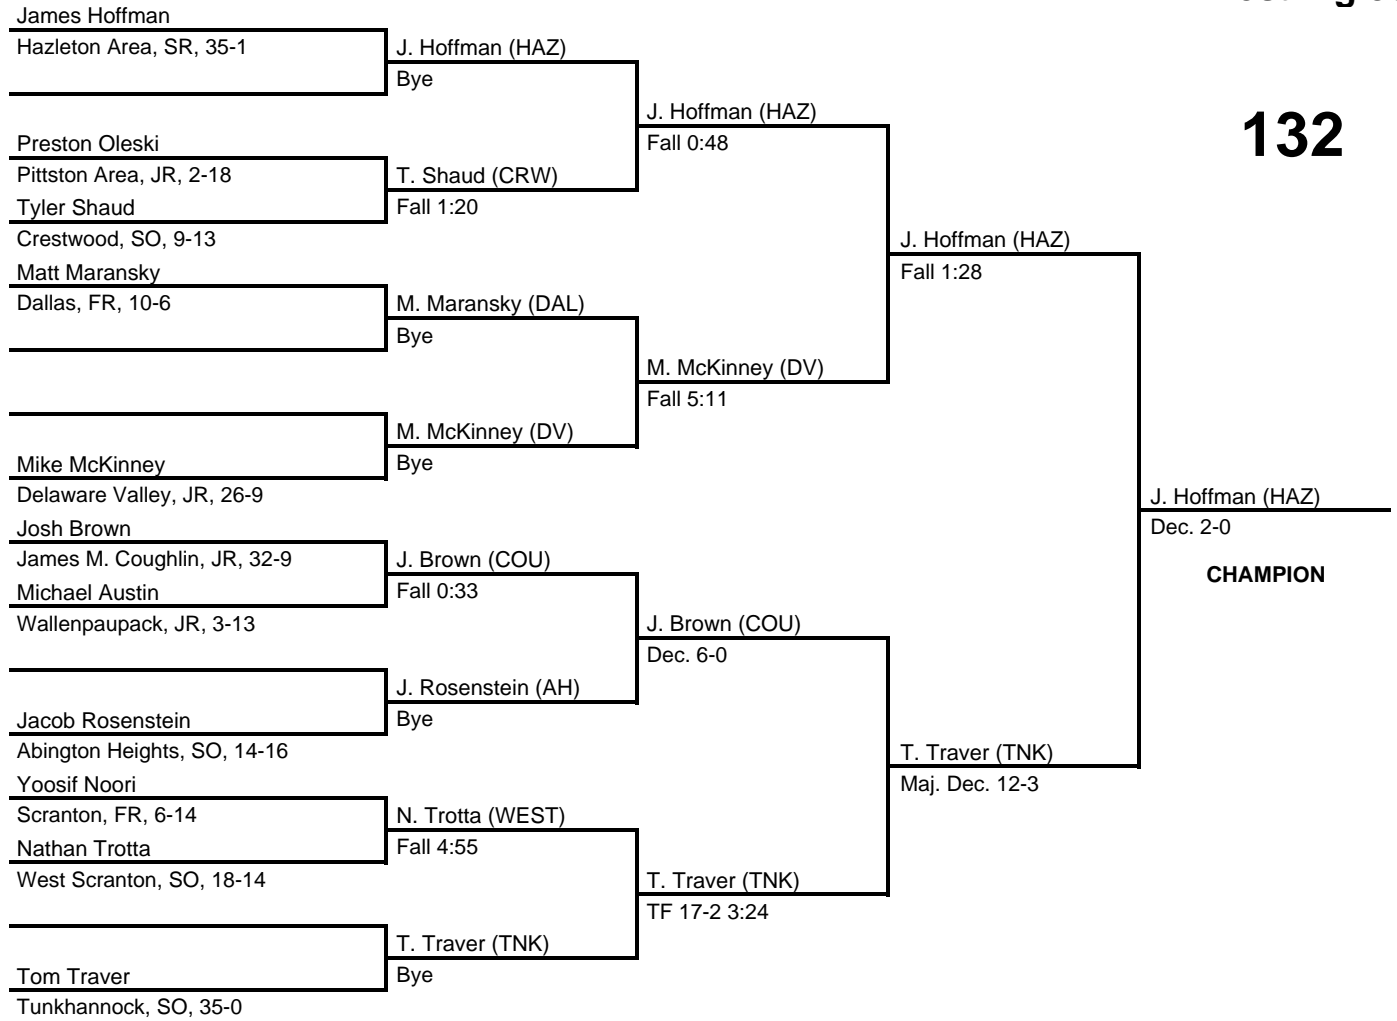 James Hoffman
Hazleton Area, SR, 35-1
J. Hoffman (HAZ)
Bye
J. Hoffman (HAZ)
Fall 0:48
132
Preston Oleski
Pittston Area, JR, 2-18
T. Shaud (CRW)
Tyler Shaud
Fall 1:20
Crestwood, SO, 9-13
J. Hoffman (HAZ)
Fall 1:28
Matt Maransky
Dallas, FR, 10-6
M. Maransky (DAL)
Bye
M. McKinney (DV)
Fall 5:11
M. McKinney (DV)
Bye
Mike McKinney
Delaware Valley, JR, 26-9
J. Hoffman (HAZ)
Dec. 2-0
CHAMPION
Josh Brown
James M. Coughlin, JR, 32-9
J. Brown (COU)
Michael Austin
Fall 0:33
Wallenpaupack, JR, 3-13
J. Brown (COU)
Dec. 6-0
J. Rosenstein (AH)
Jacob Rosenstein
Bye
Abington Heights, SO, 14-16
T. Traver (TNK)
Maj. Dec. 12-3
Yoosif Noori
Scranton, FR, 6-14
N. Trotta (WEST)
Nathan Trotta
Fall 4:55
West Scranton, SO, 18-14
T. Traver (TNK)
TF 17-2 3:24
T. Traver (TNK)
Tom Traver
Bye
Tunkhannock, SO, 35-0